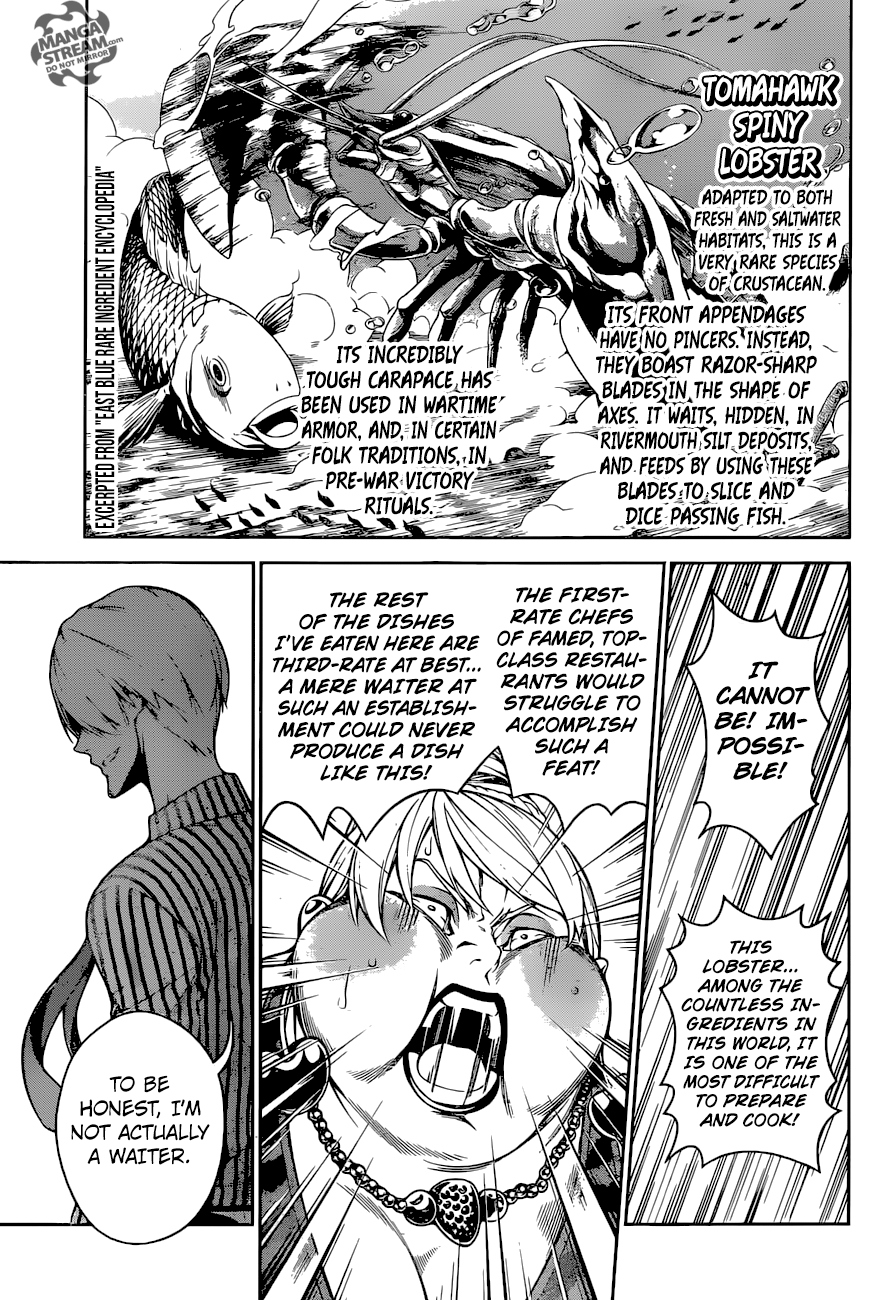 MANGA
STREAM.COM
DO NOT MIRROR
TOMAHAWK
SPINY
LOBSTER
ADAPTED TO BOTH
FRESH AND SALTWATER
HABITATS, THIS IS A
VERY RARE SPECIES
OF CRUSTACEAN.
ITS FRONT APPENDAGES
HAVE NO PINCERS. INSTEAD,
THEY BOAST RAZOR-SHARP
BLADES IN THE SHAPE OF
AXES. IT WAITS, HIDDEN, IN
RIVERMOUTH SILT DEPOSITS,
AND FEEDS BY USING THESE
BLADES TO SLICE AND
DICE PASSING FISH.
ITS INCREDIBLY
TOUGH CARAPACE HAS
BEEN USED IN WARTIME
ARMOR, AND, IN CERTAIN
FOLK TRADITIONS, IN
PRE-WAR VICTORY
RITUALS.
EXCERPTED FROM "EAST BLUE RARE INGREDIENT ENCYCLOPEDIA"
IT
CANNOT
BE! IM-
POSSI-
BLE!
THIS
LOBSTER...
AMONG THE
COUNTLESS IN-
GREDIENTS IN
THIS WORLD, IT
IS ONE OF THE
MOST DIFFICULT
TO PREPARE
AND COOK!
THE FIRST-
RATE CHEFS
OF FAMED, TOP-
CLASS RESTAU-
RANTS WOULD
STRUGGLE TO
ACCOMPLISH
SUCH A
FEAT!
THE REST
OF THE DISHES
I'VE EATEN HERE ARE
THIRD-RATE AT BEST...
A MERE WAITER AT
SUCH AN ESTABLISH-
MENT COULD NEVER
PRODUCE A DISH
LIKE THIS!
TO BE
HONEST, I'M
NOT ACTUALLY
A WAITER.